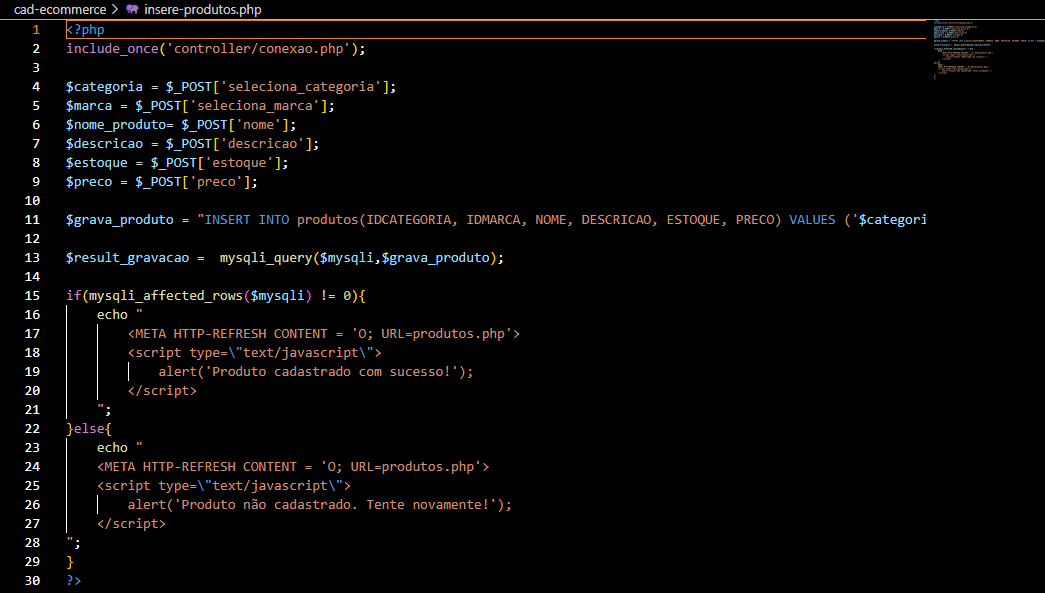 cad-ecommerce > insere-produtos.php
1 <?php
2 include_once('controller/conexao.php');
3
4 $categoria = $_POST['seleciona_categoria'];
5 $marca = $_POST['seleciona_marca'];
6 $nome_produto= $_POST['nome'];
7 $descricao = $_POST['descricao'];
8 $estoque = $_POST['estoque'];
9 $preco = $_POST['preco'];
10
11 $grava_produto = "INSERT INTO produtos(IDCATEGORIA, IDMARCA, NOME, DESCRICAO, ESTOQUE, PRECO) VALUES ('$categori
12
13 $result_gravacao =  mysqli_query($mysqli,$grava_produto);
14
15 if(mysqli_affected_rows($mysqli) != 0){
16     echo "
17         <META HTTP-REFRESH CONTENT = 'O; URL=produtos.php'>
18         <script type=\"text/javascript\">
19             alert('Produto cadastrado com sucesso!');
20         </script>
21     ";
22 }else{
23     echo "
24     <META HTTP-REFRESH CONTENT = 'O; URL=produtos.php'>
25     <script type=\"text/javascript\">
26         alert('Produto não cadastrado. Tente novamente!');
27     </script>
28 ";
29 }
30 ?>